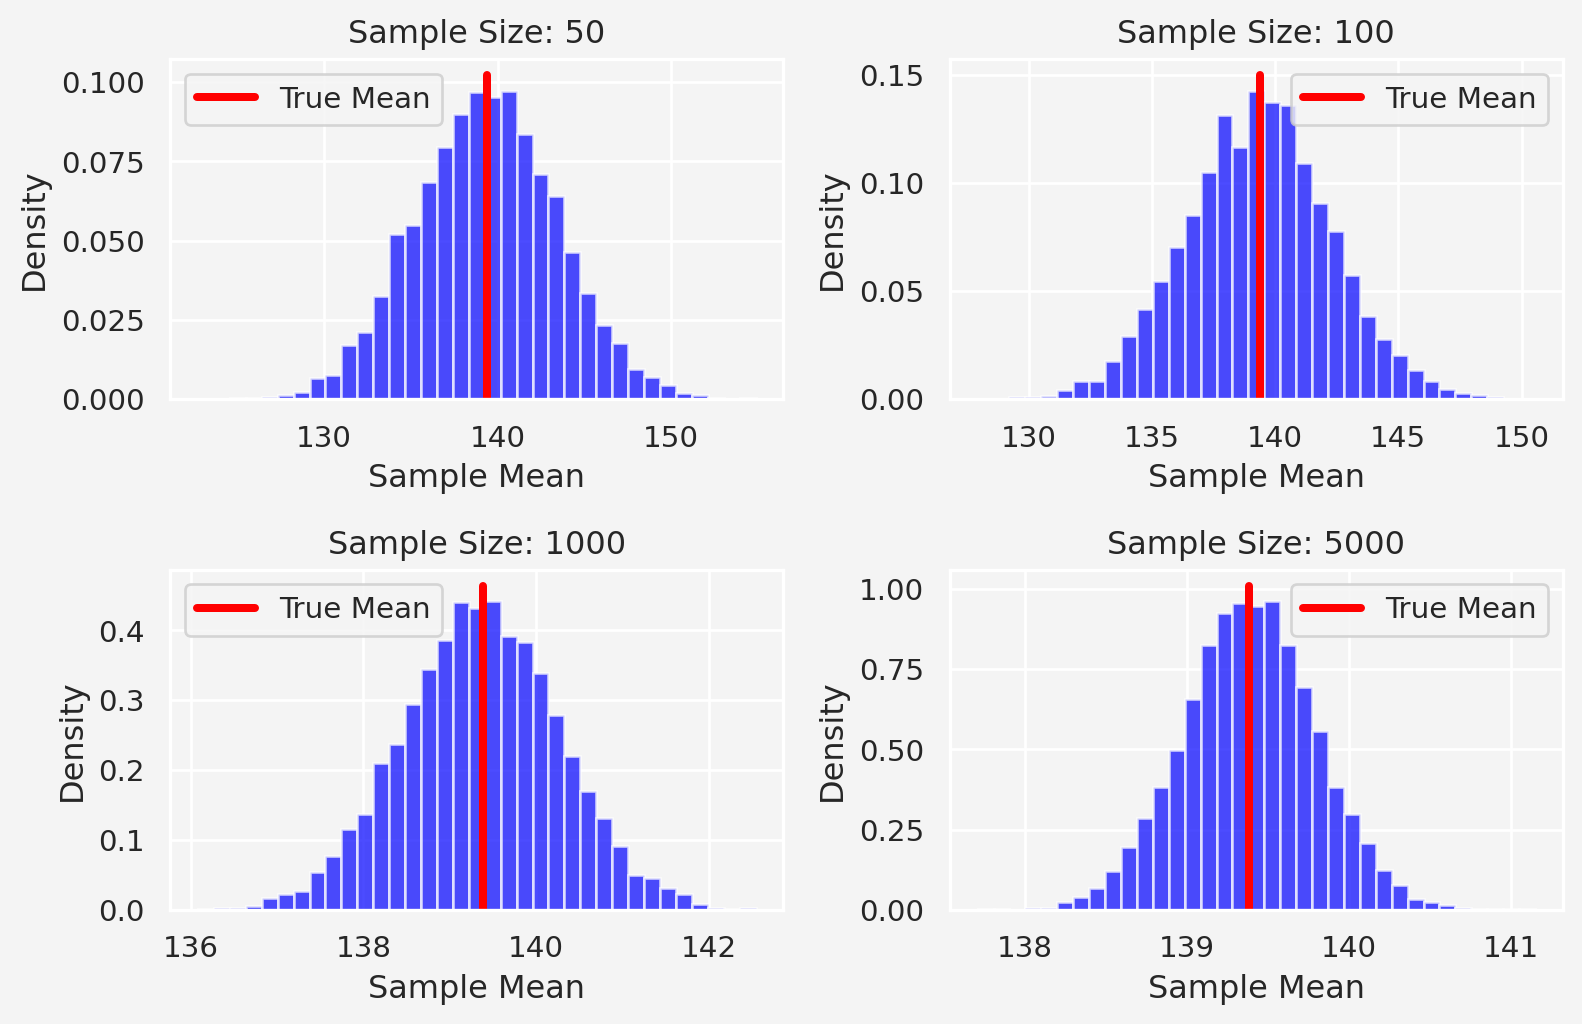 Sample Size: 50
0.100
0.075
0.050
0.025
0.000
Density
True Mean
130 140 150
Sample Mean
Sample Size: 100
0.15
0.10
0.05
0.00
Density
True Mean
130 135 140 145 150
Sample Mean
Sample Size: 1000
0.4
0.3
0.2
0.1
0.0
Density
True Mean
136 138 140 142
Sample Mean
Sample Size: 5000
1.00
0.75
0.50
0.25
0.00
Density
True Mean
138 139 140 141
Sample Mean